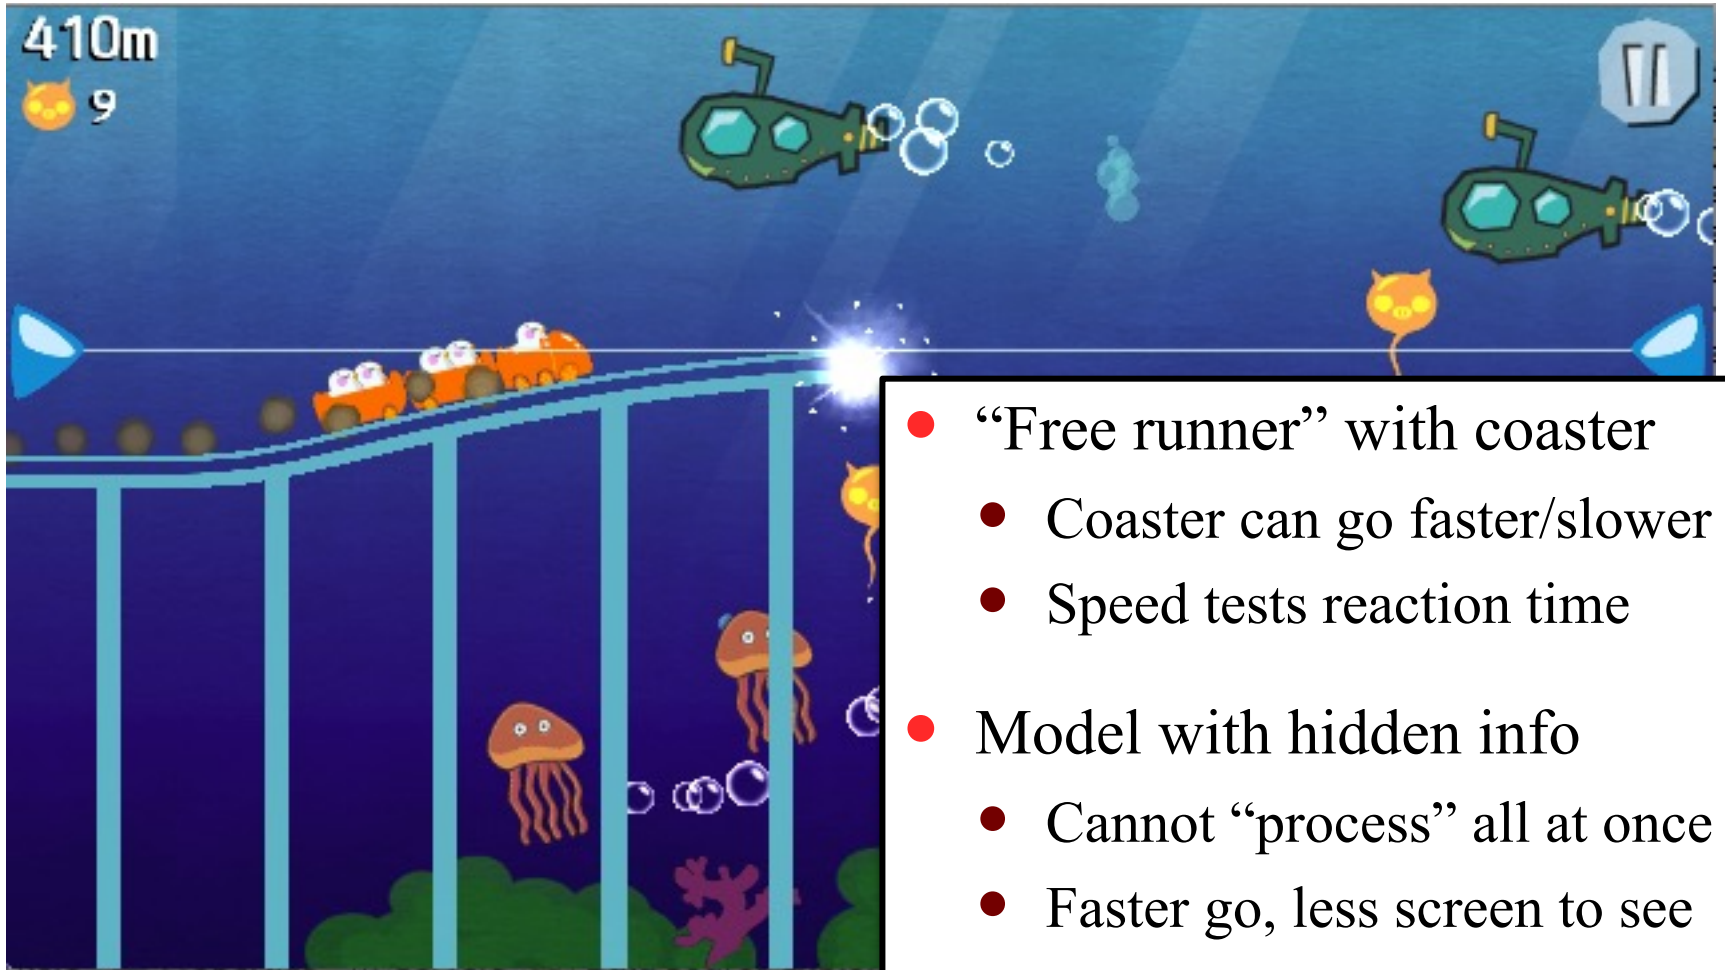 410m
9
“Free runner” with coaster
Coaster can go faster/slower
Speed tests reaction time
Model with hidden info
Cannot “process” all at once
Faster go, less screen to see